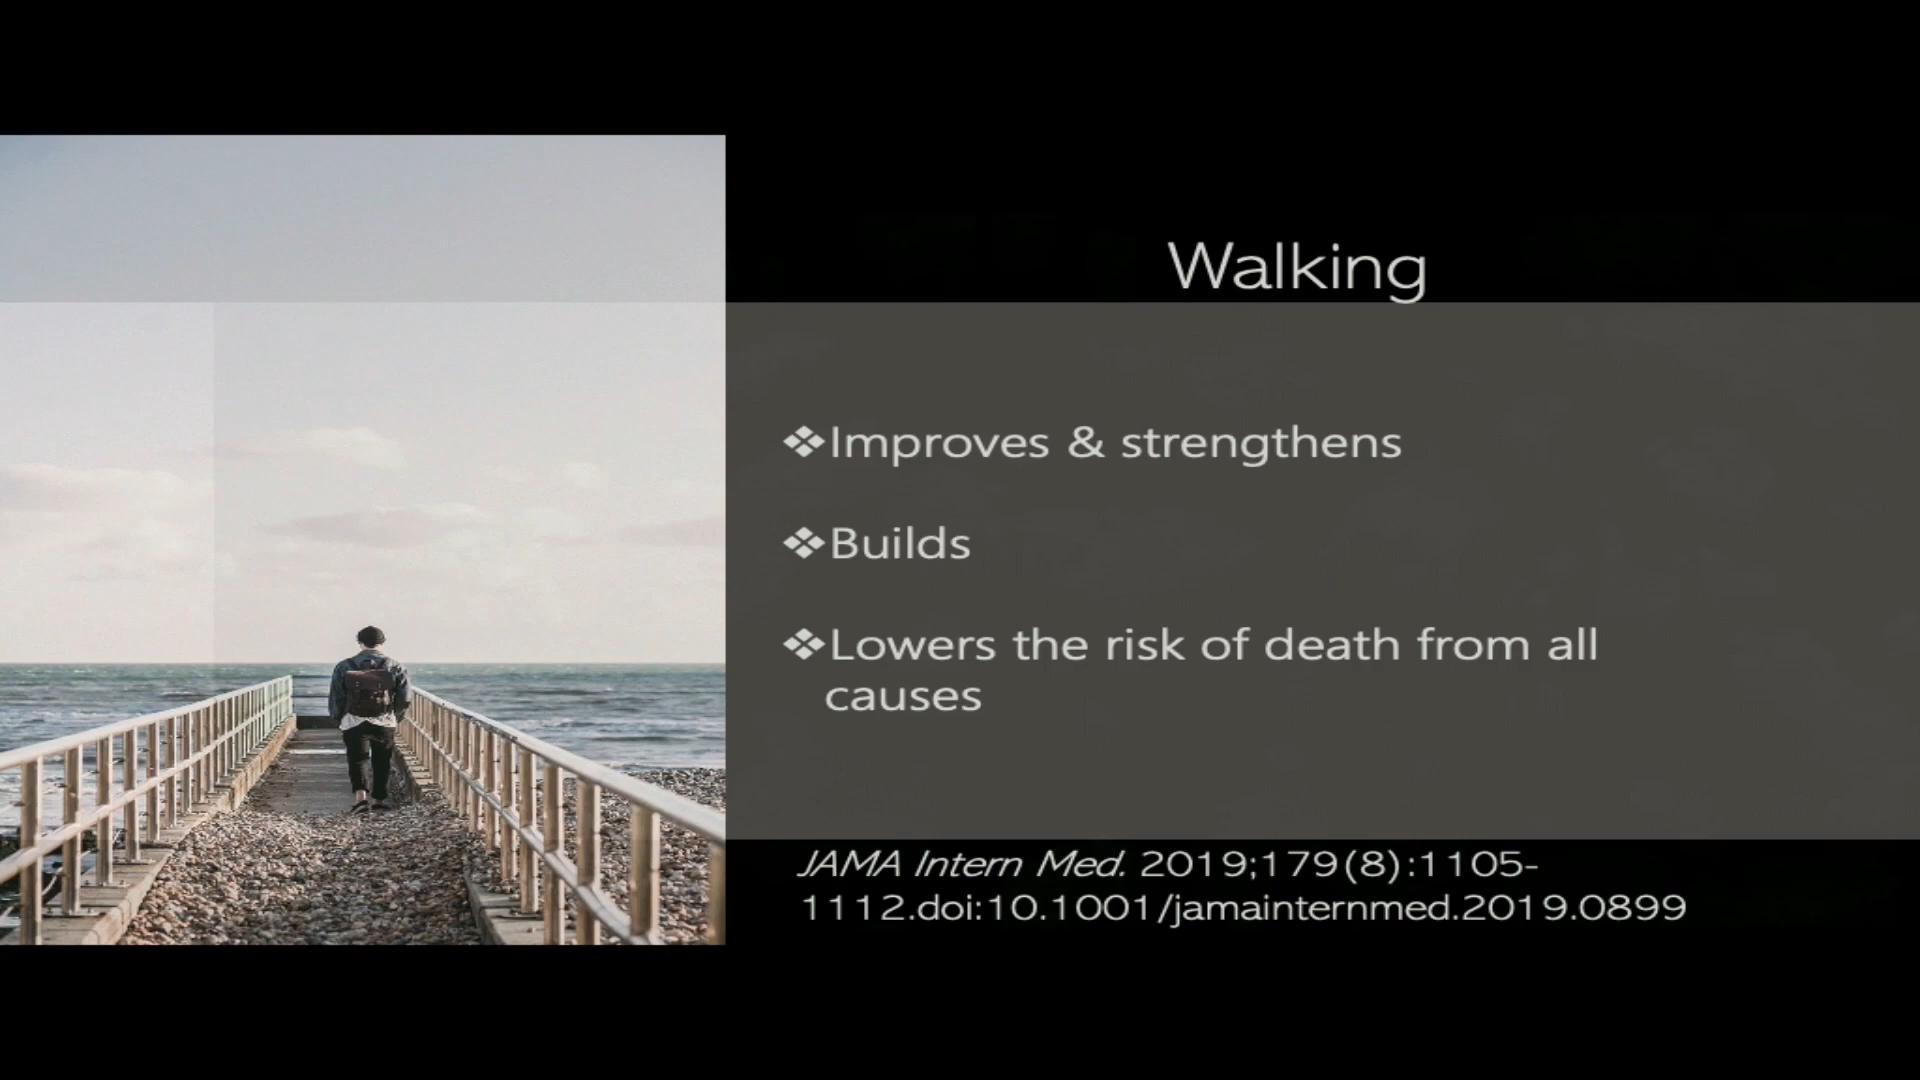 Walking
❖Improves & strengthens
❖Builds
❖Lowers the risk of death from all
causes
JAMA Intern Med. 2019;179(8):1105-
1112.doi:10.1001/jamainternmed.2019.0899